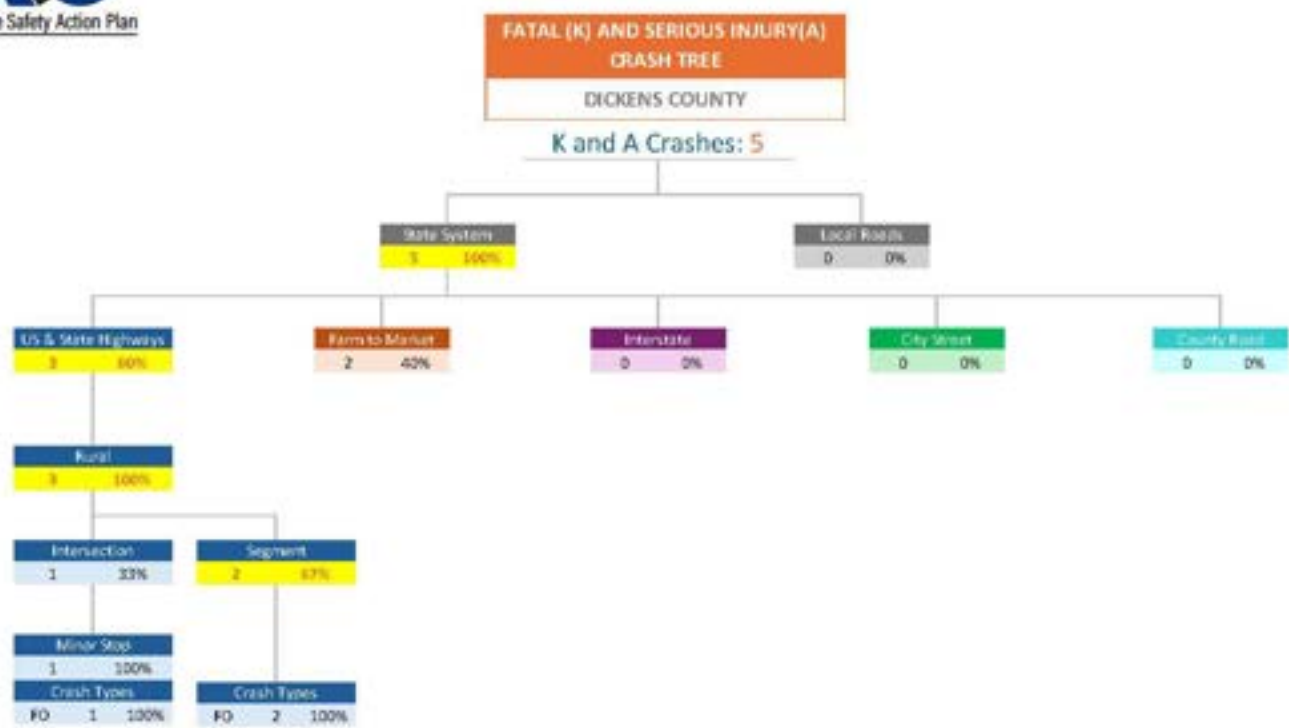 Safety Action Plan
FATAL (K) AND SERIOUS INJURY(A)
CRASH TREE
DICKENS COUNTY
K and A Crashes: 5
State System
5 100%
Local Roads
0 0%
US & State Highways
3 60%
Farm to Market
2 40%
Interstate
0 0%
City Street
0 0%
County Road
0 0%
Rural
3 100%
Intersection
1 33%
Segment
2 67%
Minor Stop
1 100%
Crash Types
FO 1 100%
Crash Types
FO 2 100%